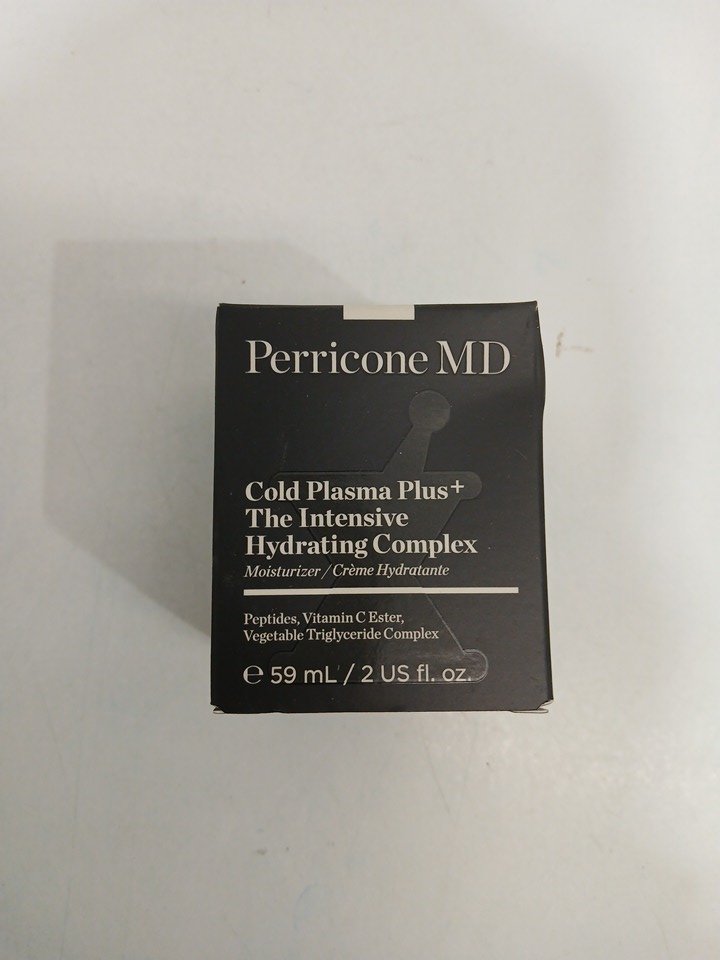 Perricone MD
Cold Plasma Plus+
The Intensive
Hydrating Complex
Moisturizer / Crème Hydratante
Peptides, Vitamin C Ester,
Vegetable Triglyceride Complex
℮ 59 mL / 2 US fl. oz.